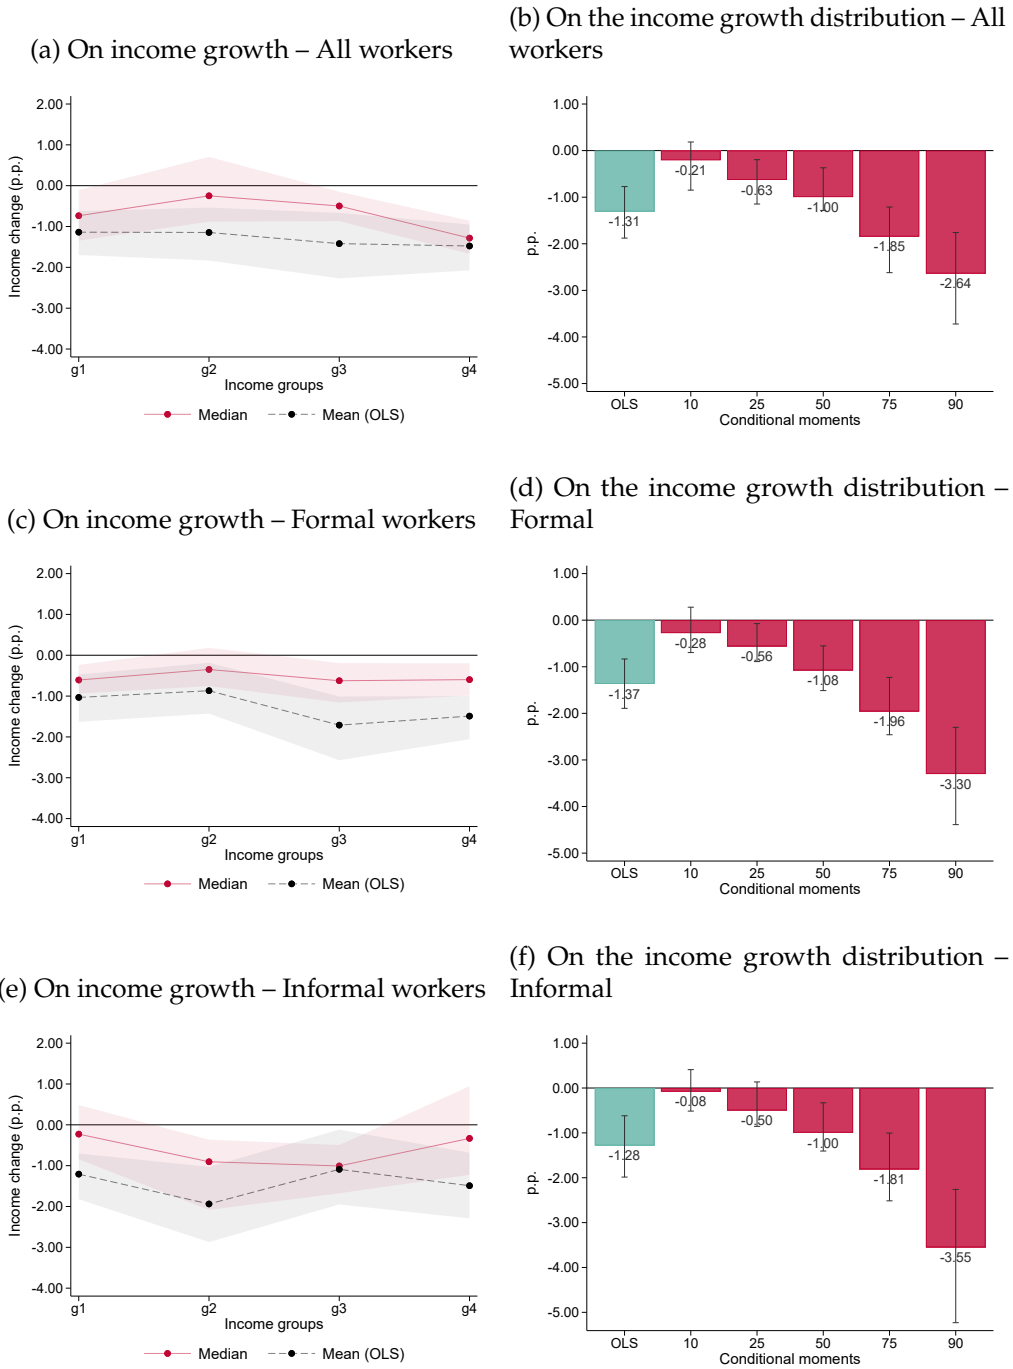 (a) On income growth – All workers
(b) On the income growth distribution – All
workers
2.00
1.00
0.00
-1.00
-2.00
-3.00
-4.00
Income change (p.p.)
g1 g2 g3 g4
Income groups
Median Mean (OLS)
1.00
0.00
-1.00
-2.00
-3.00
-4.00
-5.00
p.p.
-1.31 -0.21 -0.63 -1.00 -1.85 -2.64
OLS 10 25 50 75 90
Conditional moments
(c) On income growth – Formal workers
(d) On the income growth distribution –
Formal
2.00
1.00
0.00
-1.00
-2.00
-3.00
-4.00
Income change (p.p.)
g1 g2 g3 g4
Income groups
Median Mean (OLS)
1.00
0.00
-1.00
-2.00
-3.00
-4.00
-5.00
p.p.
-1.37 -0.28 -0.56 -1.08 -1.96 -3.30
OLS 10 25 50 75 90
Conditional moments
(e) On income growth – Informal workers
(f) On the income growth distribution –
Informal
2.00
1.00
0.00
-1.00
-2.00
-3.00
-4.00
Income change (p.p.)
g1 g2 g3 g4
Income groups
Median Mean (OLS)
1.00
0.00
-1.00
-2.00
-3.00
-4.00
-5.00
p.p.
-1.28 -0.08 -0.50 -1.00 -1.81 -3.55
OLS 10 25 50 75 90
Conditional moments